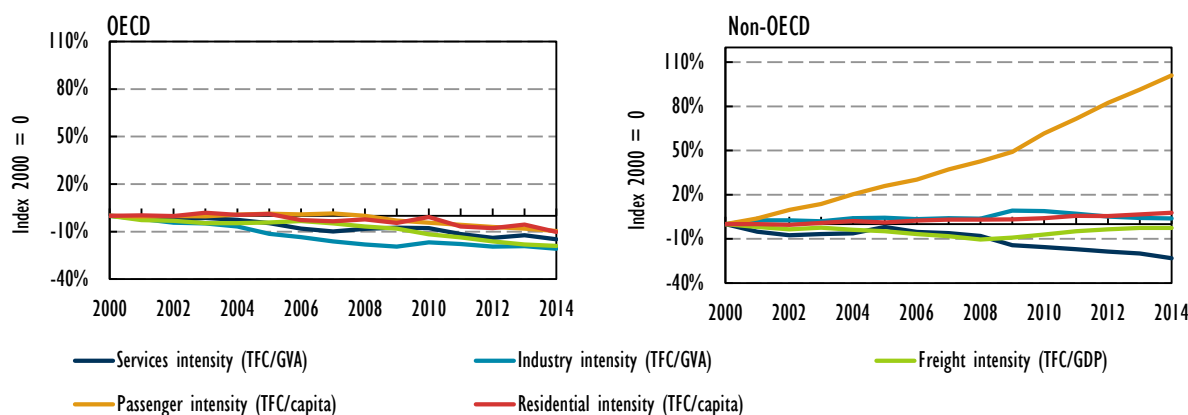 OECD
110%
80%
50%
20%
-10%
-40%
Index 2000 = 0
2000 2002 2004 2006 2008 2010 2012 2014
Non-OECD
110%
80%
50%
20%
-10%
-40%
Index 2000 = 0
2000 2002 2004 2006 2008 2010 2012 2014
Services intensity (TFC/GVA) Industry intensity (TFC/GVA) Freight intensity (TFC/GDP)
Passenger intensity (TFC/capita) Residential intensity (TFC/capita)